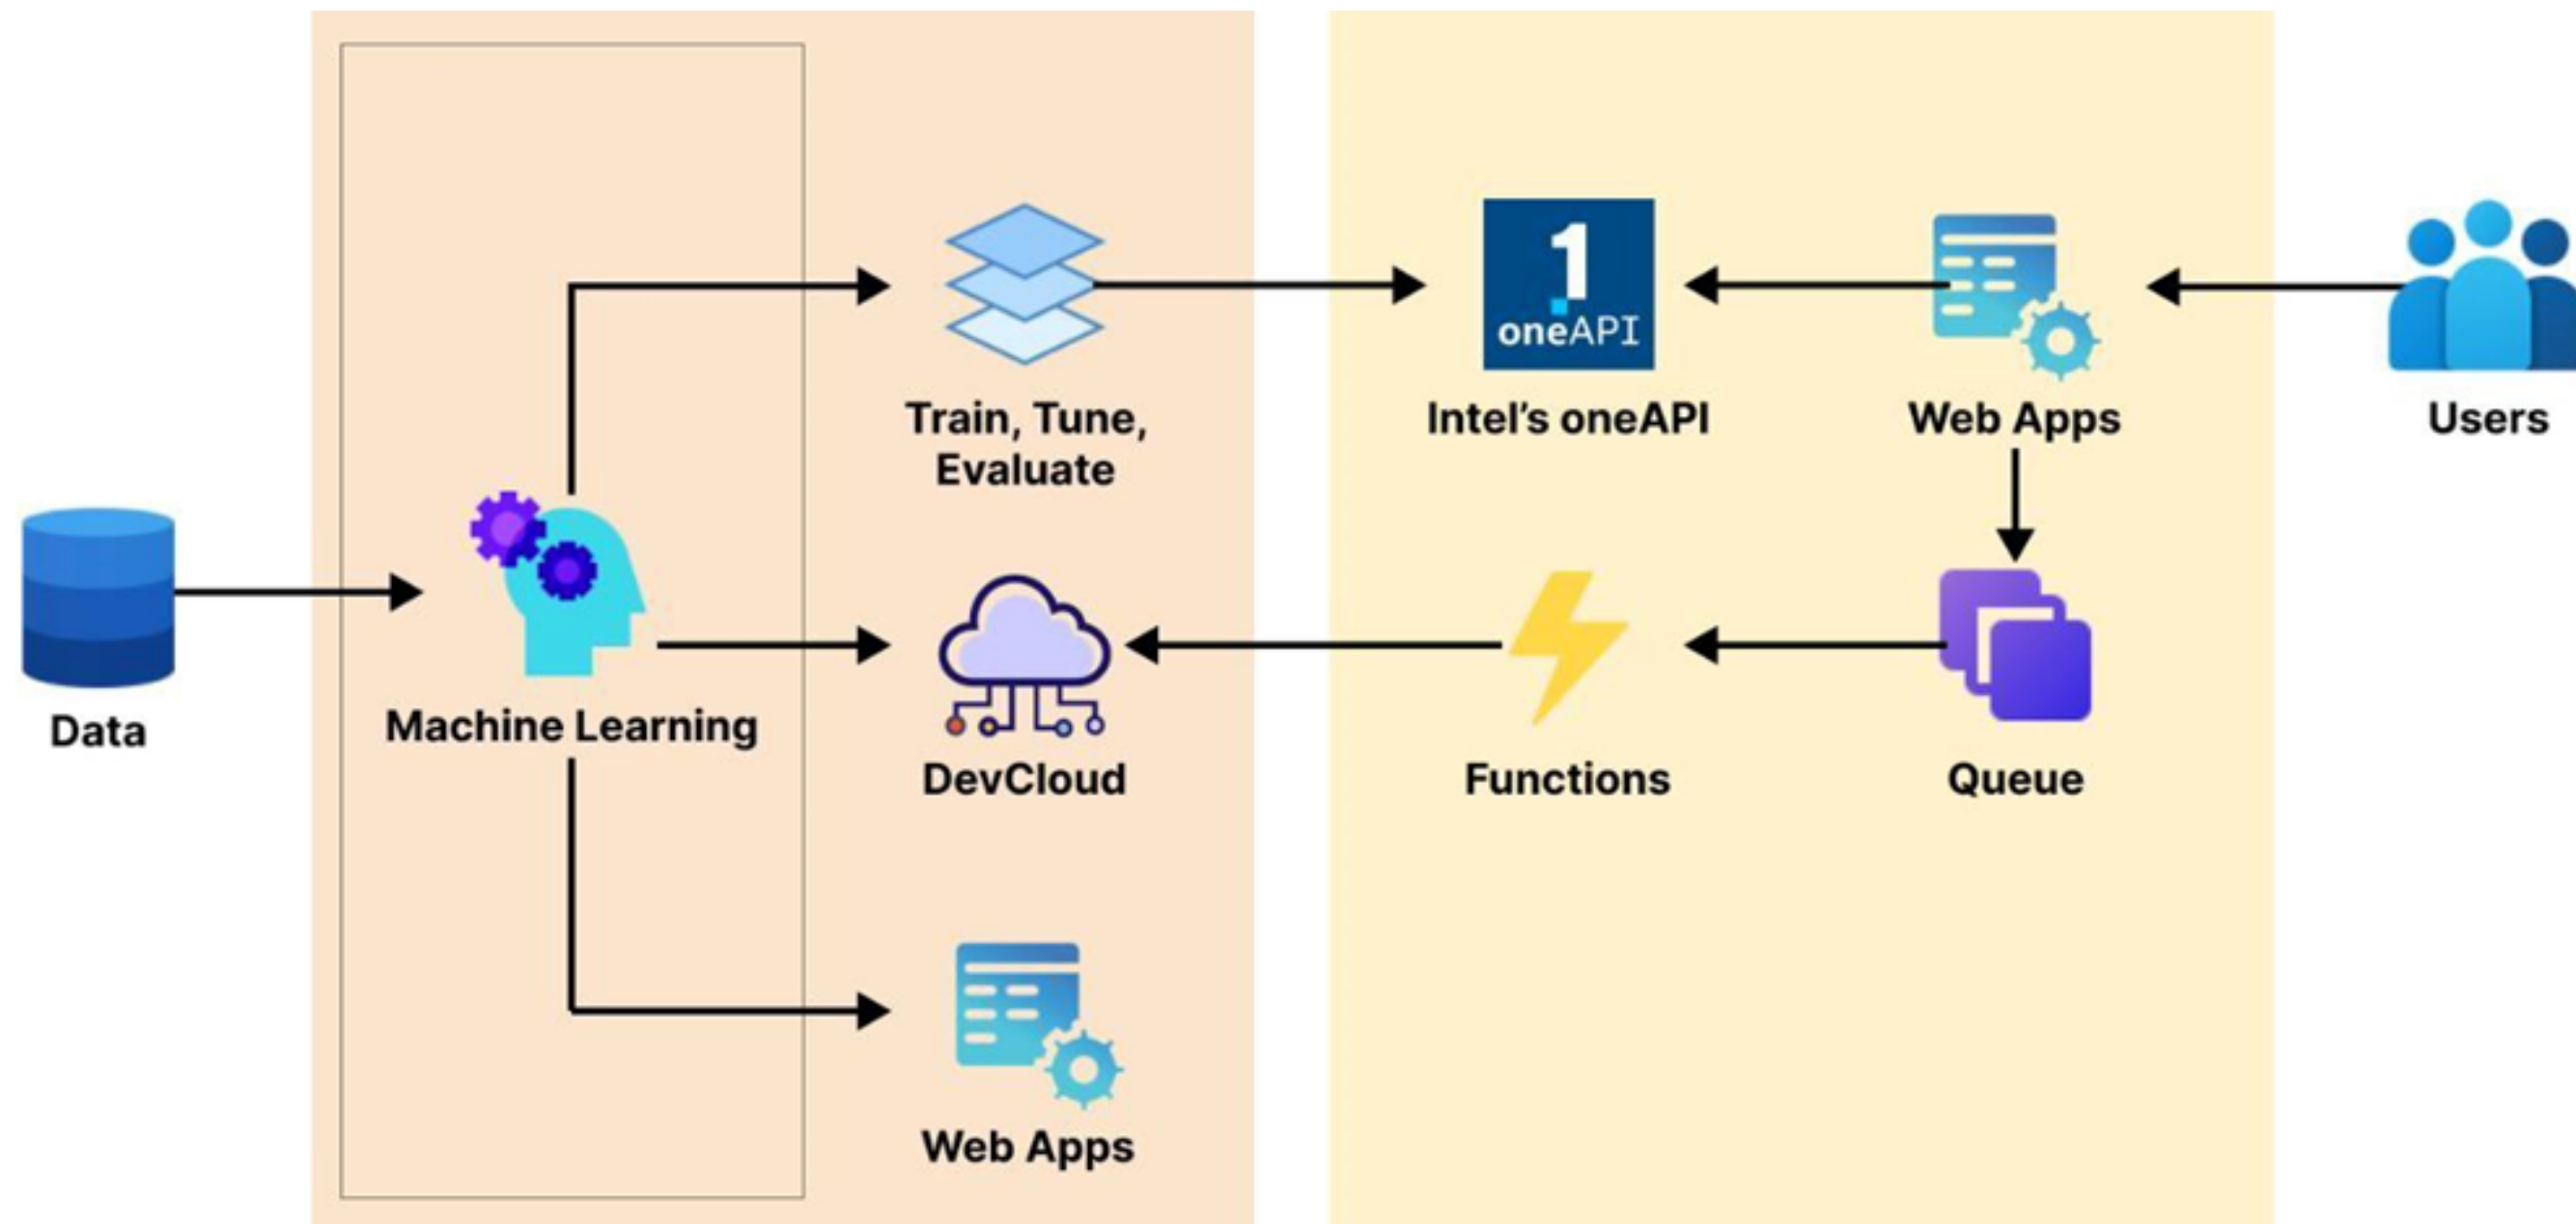 Data
Machine Learning
Train, Tune,
Evaluate
DevCloud
Web Apps
1
oneAPI
Intel's oneAPI
Web Apps
Users
Functions
Queue